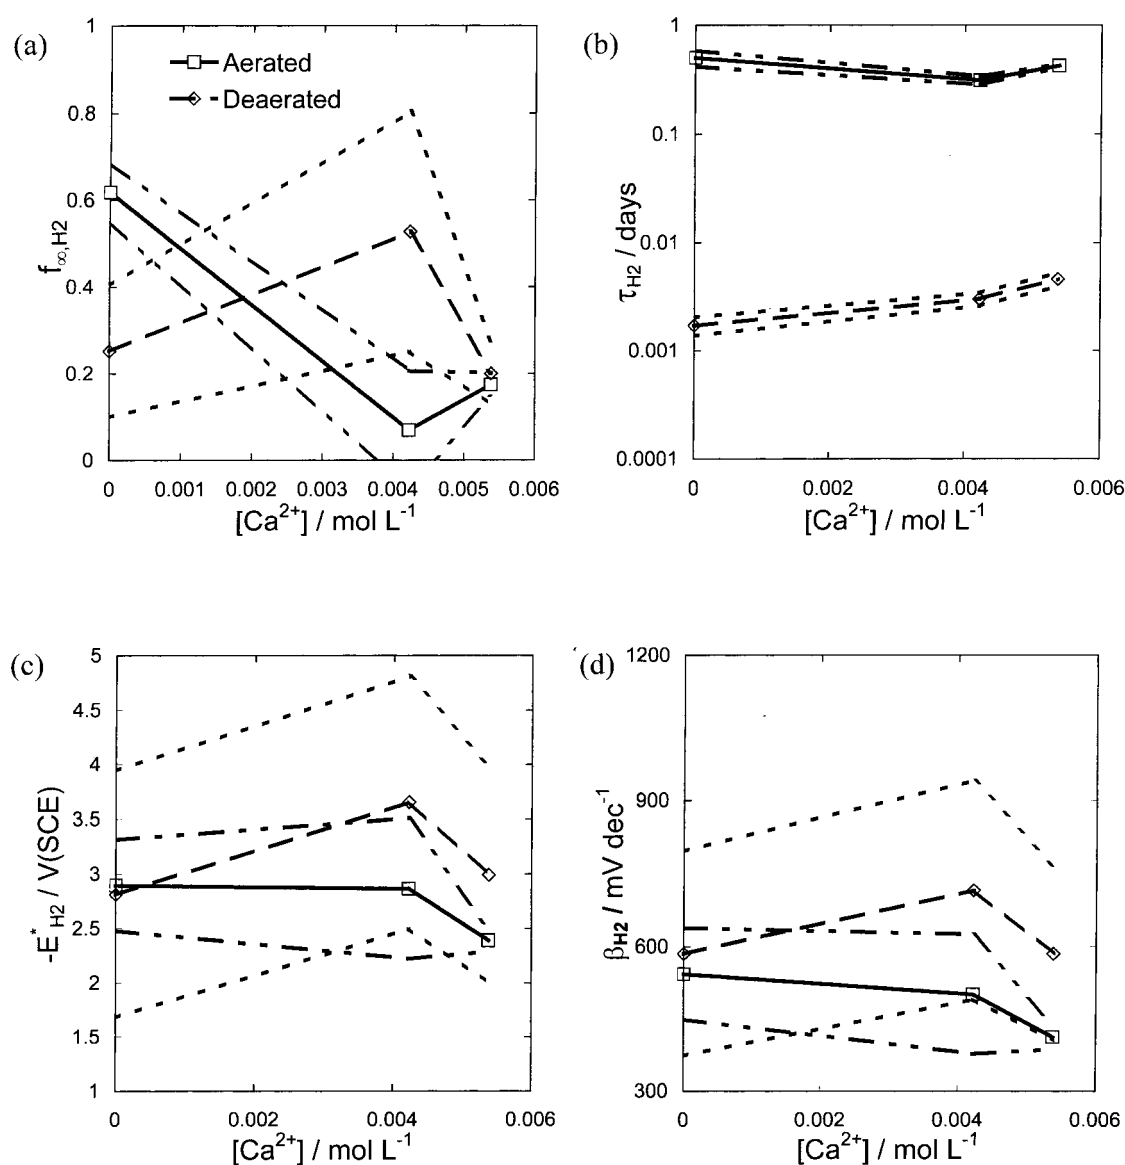 (a)
1
0.8
0.6
0.4
0.2
0
Aerated
Deaerated
f∞,H2
0 0.001 0.002 0.003 0.004 0.005 0.006
[Ca2+] / mol L-1
(b)
1
0.1
0.01
0.001
0.0001
τH2 / days
0 0.002 0.004 0.006
[Ca2+] / mol L-1
(c)
5
4.5
4
3.5
3
2.5
2
1.5
1
-E*H2 / V(SCE)
0 0.002 0.004 0.006
[Ca2+] / mol L-1
(d)
1200
900
600
300
βH2 / mV dec-1
0 0.002 0.004 0.006
[Ca2+] / mol L-1